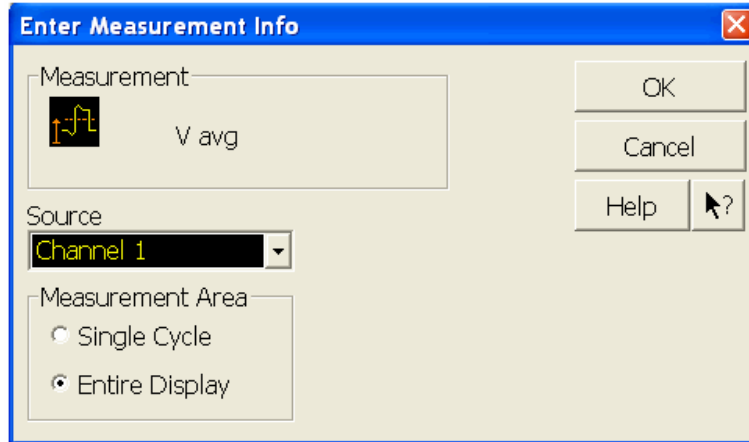 Enter Measurement Info
Measurement
V avg
OK
Cancel
Help
?
Source
Channel 1
Measurement Area
Single Cycle
Entire Display